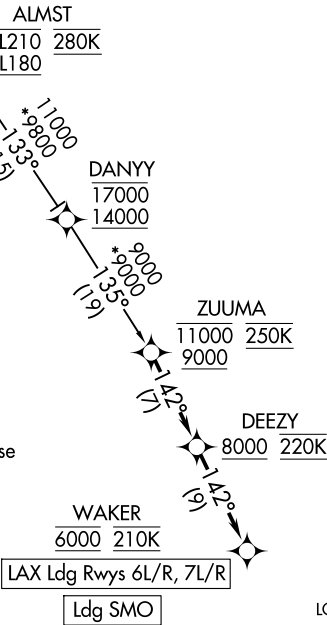 ALMST
L210 280K
L180
11000
*9800
133°
DANYY
17000
14000
9000
*9000
135°
(19)
ZUUMA
11000 250K
9000
142°
(7)
DEEZY
8000 220K
142°
(9)
WAKER
6000 210K
LAX Ldg Rwys 6L/R, 7L/R
Ldg SMO